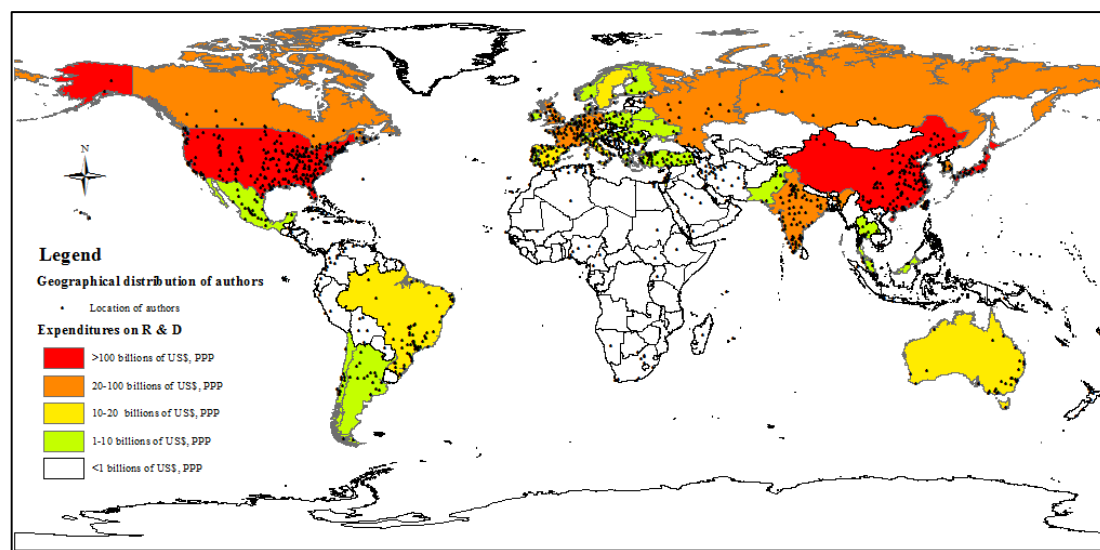 N
Legend
Geographical distribution of authors
Location of authors
Expenditures on R & D
>100 billions of US$, PPP
20-100 billions of US$, PPP
10-20 billions of US$, PPP
1-10 billions of US$, PPP
<1 billions of US$, PPP